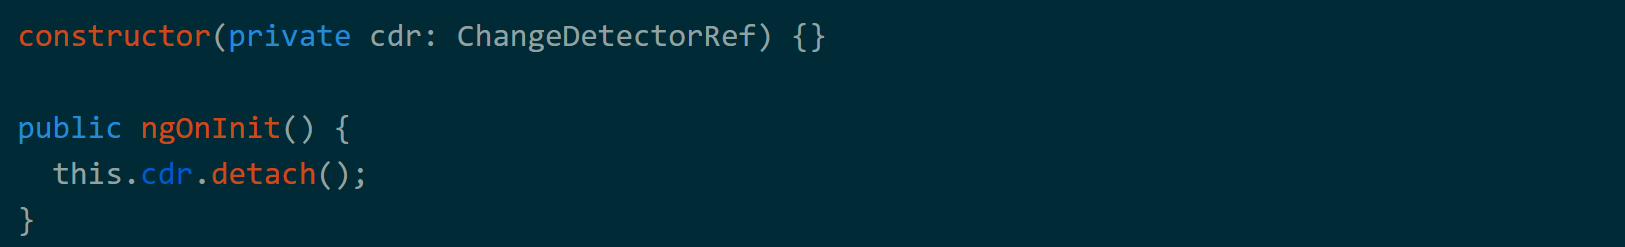 constructor(private cdr: ChangeDetectorRef) {}
public ngOnInit() {
this.cdr.detach();
}